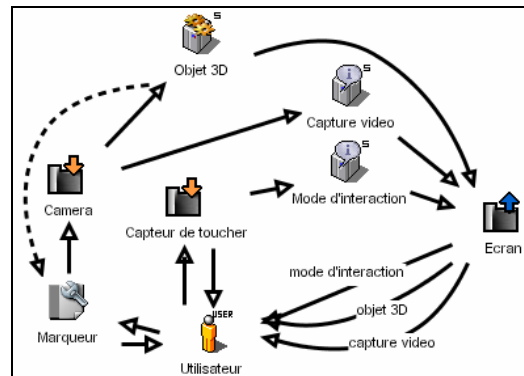 S
Objet 3D
S
Capture video
S
Camera
Capteur de toucher
Mode d'interaction
Ecran
mode d'interaction
objet 3D
USER
Marqueur
capture video
Utilisateur